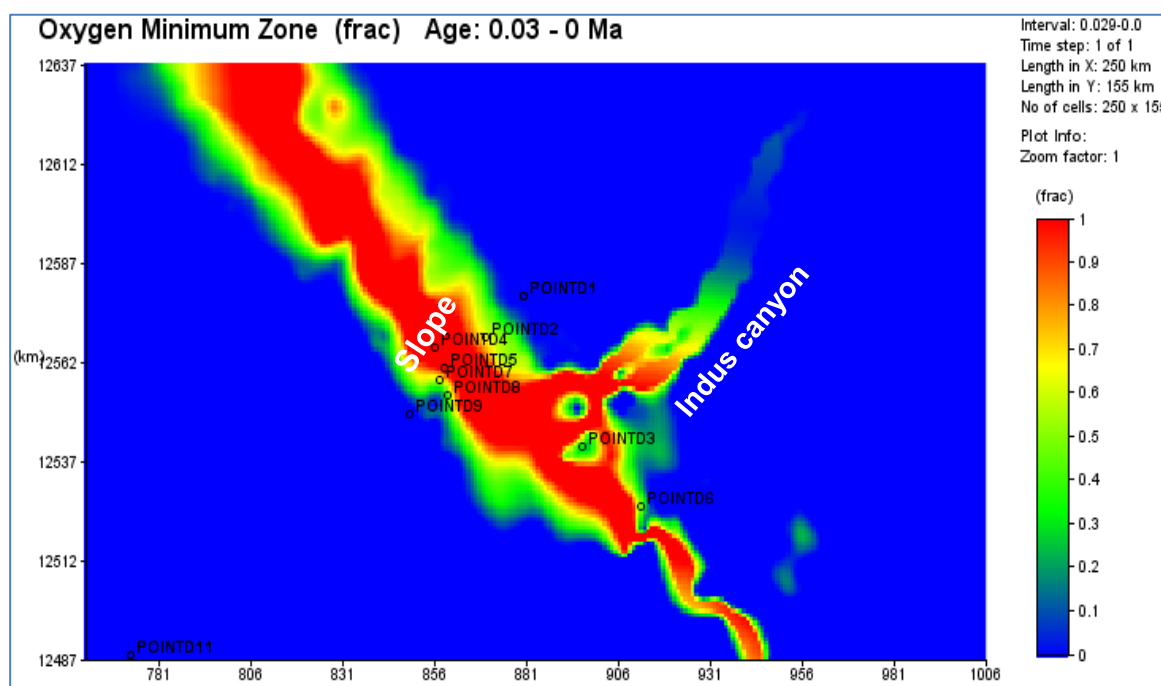 Oxygen Minimum Zone (frac) Age: 0.03 - 0 Ma
Interval: 0.029-0.0
Time step: 1 of 1
Length in X: 250 km
Length in Y: 155 km
No of cells: 250 x 155
Plot Info:
Zoom factor: 1
(frac)
1
0.9
0.8
0.7
0.6
0.5
0.4
0.3
0.2
0.1
0
12637
12612
12587
(km)
12562
12537
12512
12487
POINTD1
POINTD2
POINTD4
POINTD5
POINTD7
POINTD8
POINTD9
POINTD3
POINTD6
POINTD11
Slope
Indus canyon
781 806 831 856 881 906 931 956 981 1006